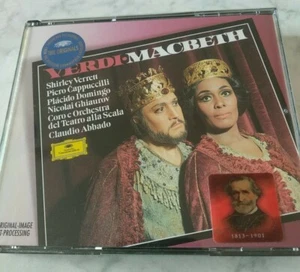 VERDI·MACBETH
Shirley Verrett
Piero Cappuccilli
Plácido Domingo
Nicolai Ghiaurov
Coro e Orchestra
del Teatro alla Scala
Claudio Abbado
ORIGINAL-IMAGE
PROCESSING
1813-1901